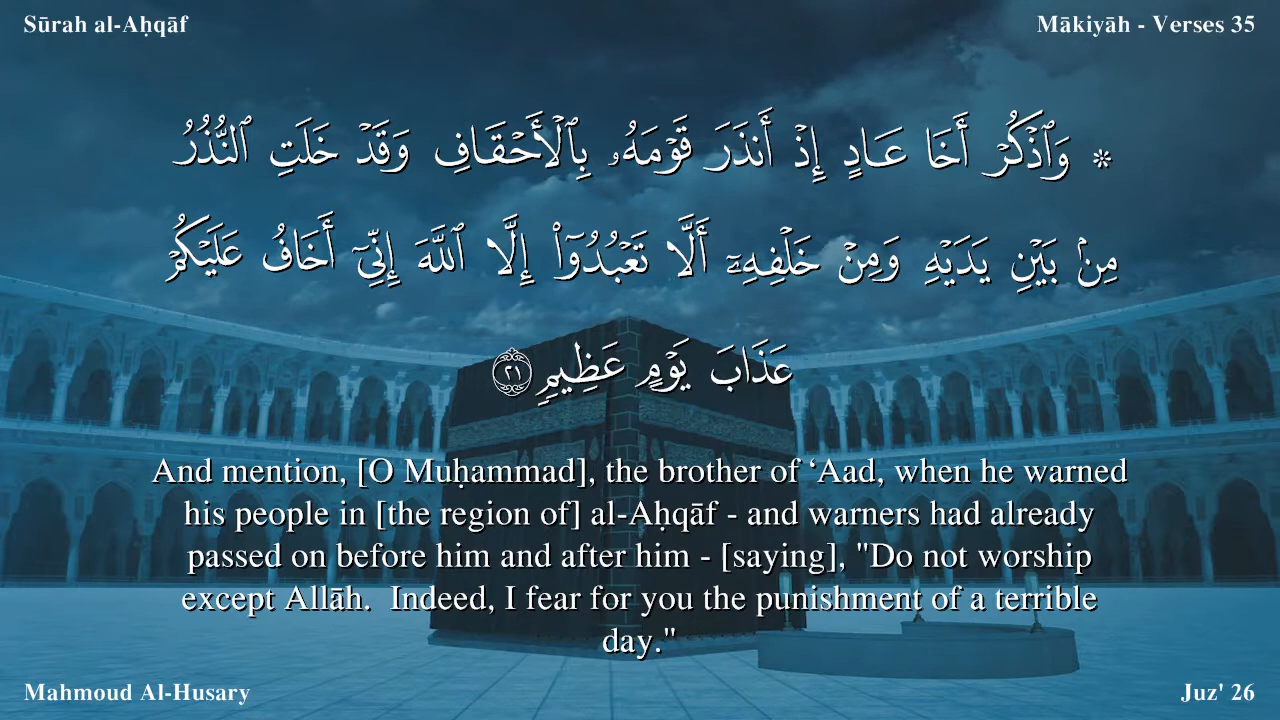 Sūrah al-Aḥqāf
Mākiyāh - Verses 35
۞ وَٱذْكُرْ أَخَا عَادٍ إِذْ أَنذَرَ قَوْمَهُۥ بِٱلْأَحْقَافِ وَقَدْ خَلَتِ ٱلنُّذُرُ
مِنۢ بَيْنِ يَدَيْهِ وَمِنْ خَلْفِهِۦٓ أَلَّا تَعْبُدُوٓا۟ إِلَّا ٱللَّهَ إِنِّىٓ أَخَافُ عَلَيْكُمْ
عَذَابَ يَوْمٍ عَظِيمٍ ٢١
And mention, [O Muḥammad], the brother of ‘Aad, when he warned
his people in [the region of] al-Aḥqāf - and warners had already
passed on before him and after him - [saying], "Do not worship
except Allāh.  Indeed, I fear for you the punishment of a terrible
day."
Mahmoud Al-Husary
Juz' 26